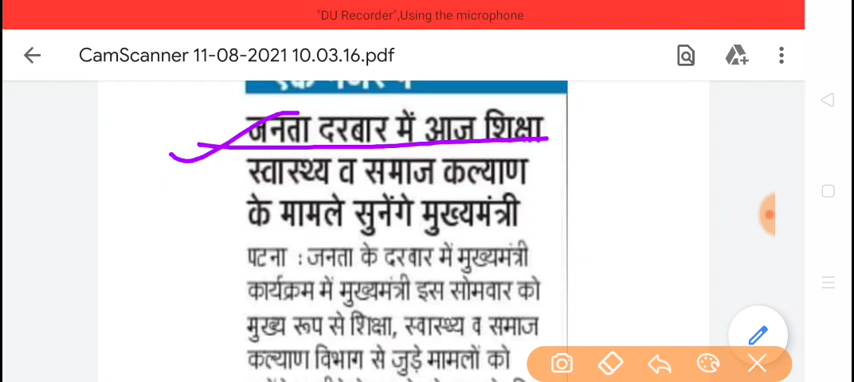 "DU Recorder",Using the microphone
CamScanner 11-08-2021 10.03.16.pdf
जनता दरबार में आज शिक्षा
स्वास्थ्य व समाज कल्याण
के मामले सुनेंगे मुख्यमंत्री
पटना : जनता के दरबार में मुख्यमंत्री
कार्यक्रम में मुख्यमंत्री इस सोमवार को
मुख्य रूप से शिक्षा, स्वास्थ्य व समाज
कल्याण विभाग से जुड़े मामलों को